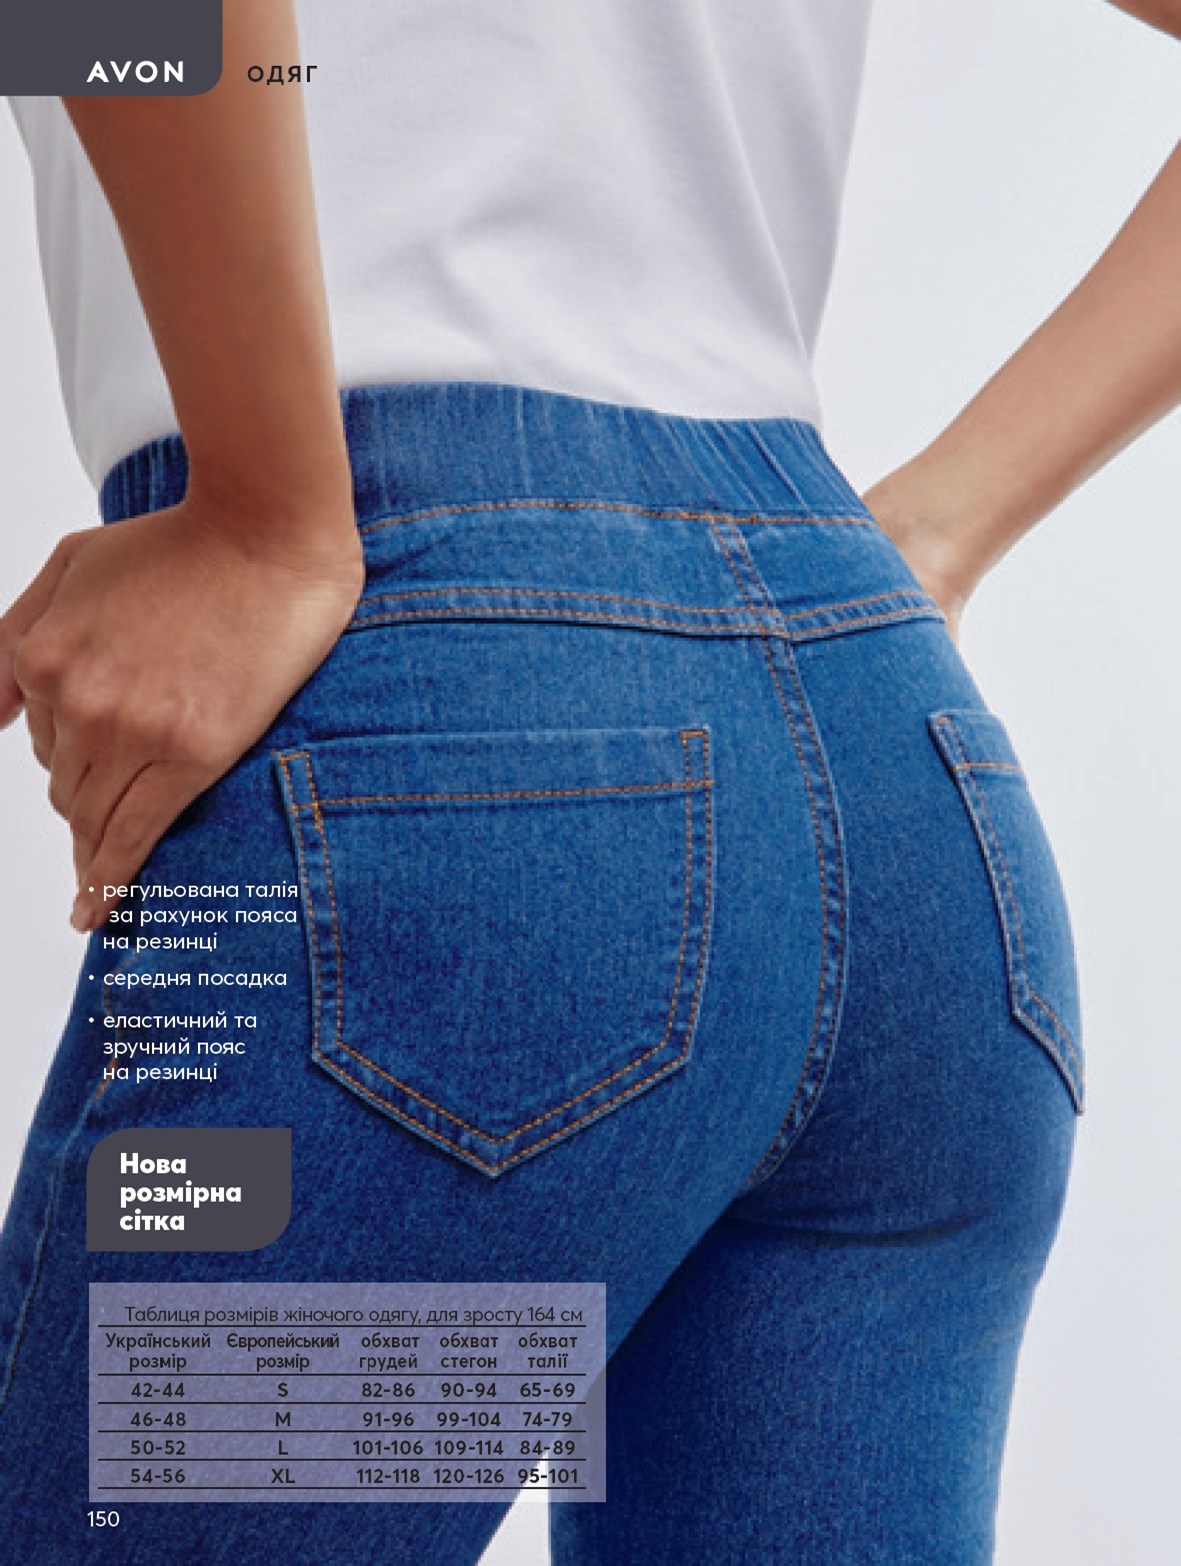 AVON ОДЯГ
• регульована талія
за рахунок пояса
на резинці
• середня посадка
• еластичний та
зручний пояс
на резинці
Нова
розмірна
сітка
Таблиця розмірів жіночого одягу, для зросту 164 см
Український Європейський обхват обхват обхват
розмір розмір грудей стегон талії
42-44 S 82-86 90-94 65-69
46-48 M 91-96 99-104 74-79
50-52 L 101-106 109-114 84-89
54-56 XL 112-118 120-126 95-101
150